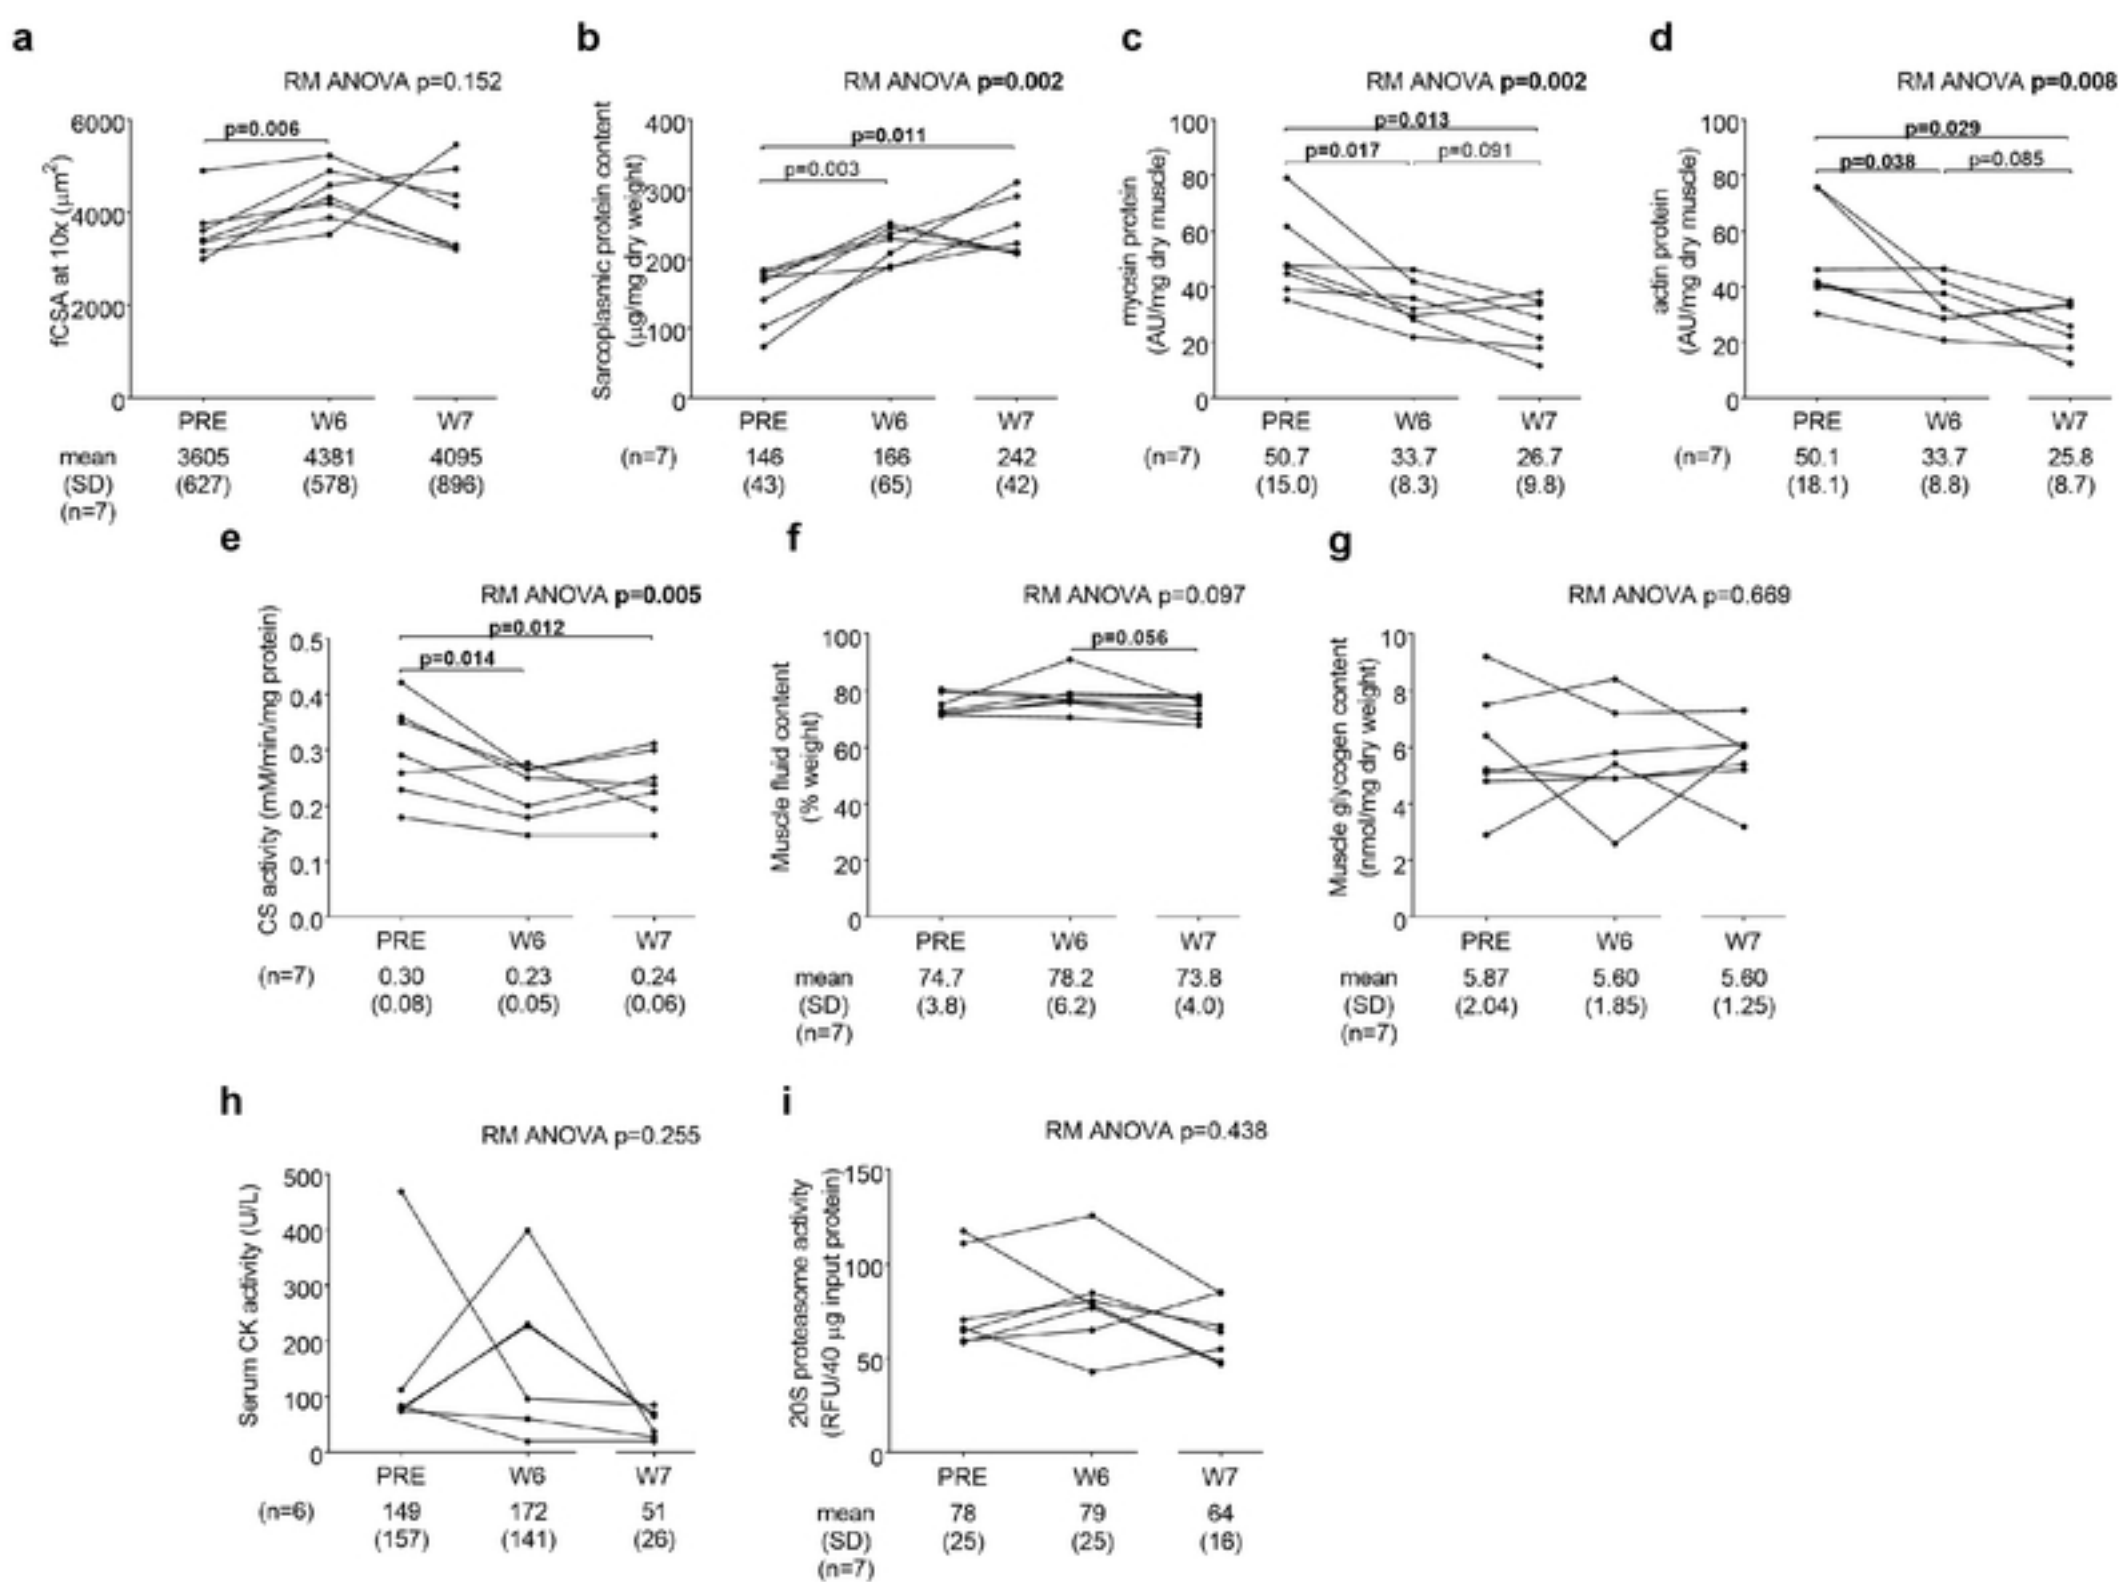 a
RM ANOVA p=0.152
fCSA at 10x (μm2)
6000
4000
2000
0
p=0.006
PRE W6 W7
mean 3605 4381 4095
(SD) (627) (578) (896)
(n=7)
b
RM ANOVA p=0.002
Sarcoplasmic protein content
(μg/mg dry weight)
400
300
200
100
0
p=0.011
p=0.003
PRE W6 W7
(n=7) 146 166 242
(43) (65) (42)
c
RM ANOVA p=0.002
myosin protein
(AU/mg dry muscle)
100
80
60
40
20
0
p=0.013
p=0.017 p=0.091
PRE W6 W7
(n=7) 50.7 33.7 26.7
(15.0) (8.3) (9.8)
d
RM ANOVA p=0.008
actin protein
(AU/mg dry muscle)
100
80
60
40
20
0
p=0.029
p=0.038 p=0.085
PRE W6 W7
(n=7) 50.1 33.7 25.8
(18.1) (8.8) (8.7)
e
RM ANOVA p=0.005
CS activity (mM/min/mg protein)
0.5
0.4
0.3
0.2
0.1
0.0
p=0.012
p=0.014
PRE W6 W7
(n=7) 0.30 0.23 0.24
(0.08) (0.05) (0.06)
f
RM ANOVA p=0.097
Muscle fluid content
(% weight)
100
80
60
40
20
0
p=0.056
PRE W6 W7
mean 74.7 78.2 73.8
(SD) (3.8) (6.2) (4.0)
(n=7)
g
RM ANOVA p=0.669
Muscle glycogen content
(nmol/mg dry weight)
10
8
6
4
2
0
PRE W6 W7
mean 5.87 5.60 5.60
(SD) (2.04) (1.85) (1.25)
(n=7)
h
RM ANOVA p=0.255
Serum CK activity (U/L)
500
400
300
200
100
0
PRE W6 W7
(n=6) 149 172 51
(157) (141) (26)
i
RM ANOVA p=0.438
20S proteasome activity
(RFU/40 μg input protein)
150
100
50
0
PRE W6 W7
mean 78 79 64
(SD) (25) (25) (16)
(n=7)